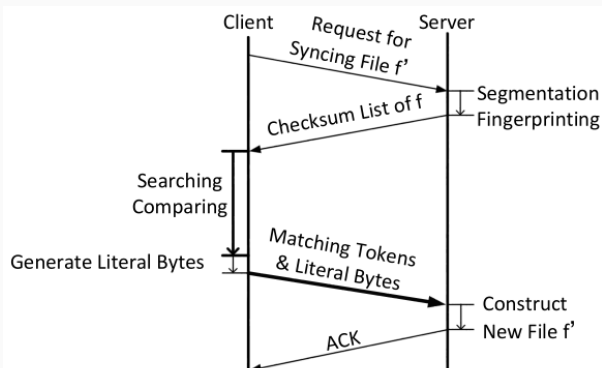 Client
Server
Request for
Syncing File f'
Segmentation
Fingerprinting
Checksum List of f
Searching
Comparing
Matching Tokens
& Literal Bytes
Generate Literal Bytes
Construct
New File f'
ACK